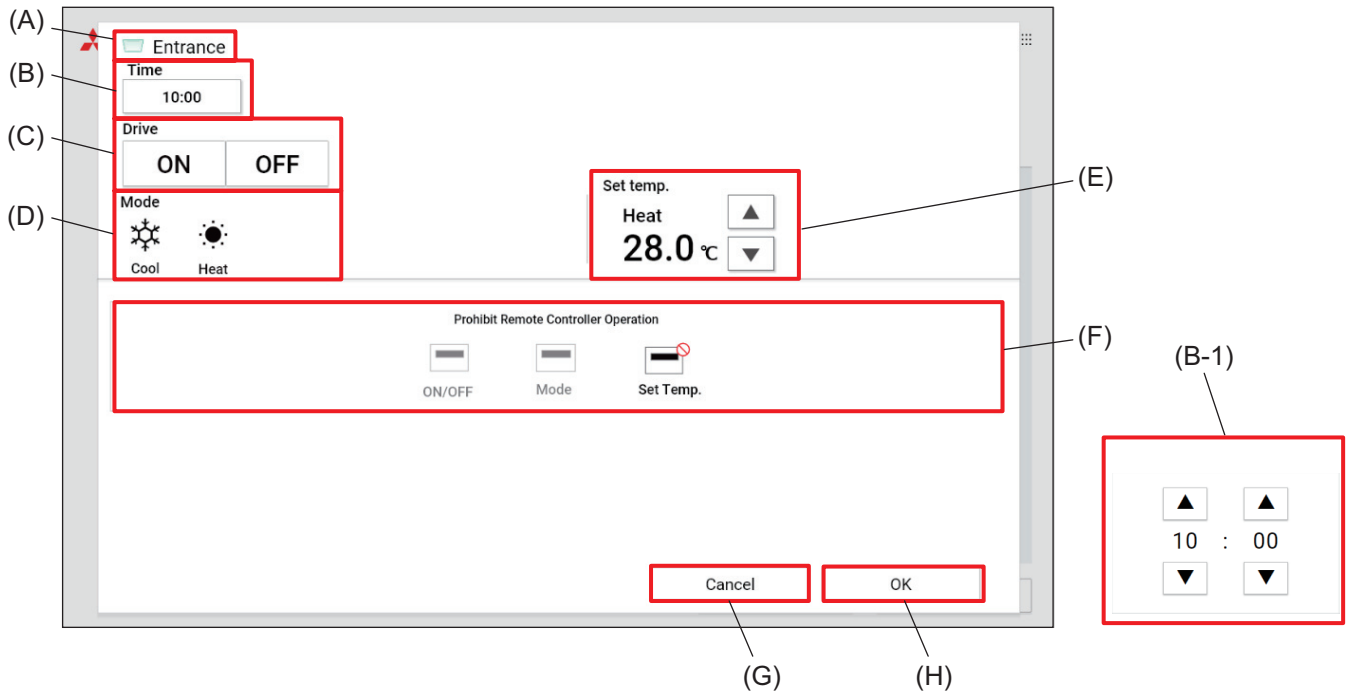 (A)
Entrance
(B)
Time
10:00
(C)
Drive
ON OFF
(D)
Mode
Cool Heat
(E)
Set temp.
Heat
28.0 ℃
(F)
Prohibit Remote Controller Operation
ON/OFF Mode Set Temp.
(B-1)
10 : 00
Cancel OK
(G) (H)